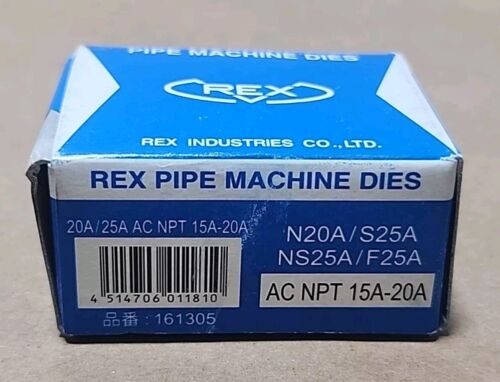 PIPE MACHINE DIES
REX
REX INDUSTRIES CO.,LTD.
REX PIPE MACHINE DIES
20A/25A AC NPT 15A-20A
4 514706 011810
品番:161305
N20A/S25A
NS25A/F25A
AC NPT 15A-20A